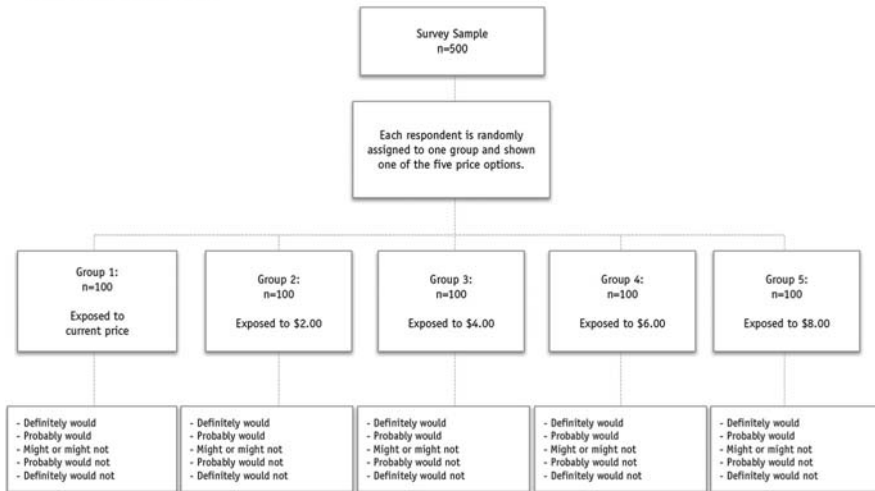 Survey Sample
n=500
Each respondent is randomly
assigned to one group and shown
one of the five price options.
Group 1:
n=100
Exposed to
current price
Group 2:
n=100
Exposed to $2.00
Group 3:
n=100
Exposed to $4.00
Group 4:
n=100
Exposed to $6.00
Group 5:
n=100
Exposed to $8.00
- Definitely would
- Probably would
- Might or might not
- Probably would not
- Definitely would not
- Definitely would
- Probably would
- Might or might not
- Probably would not
- Definitely would not
- Definitely would
- Probably would
- Might or might not
- Probably would not
- Definitely would not
- Definitely would
- Probably would
- Might or might not
- Probably would not
- Definitely would not
- Definitely would
- Probably would
- Might or might not
- Probably would not
- Definitely would not